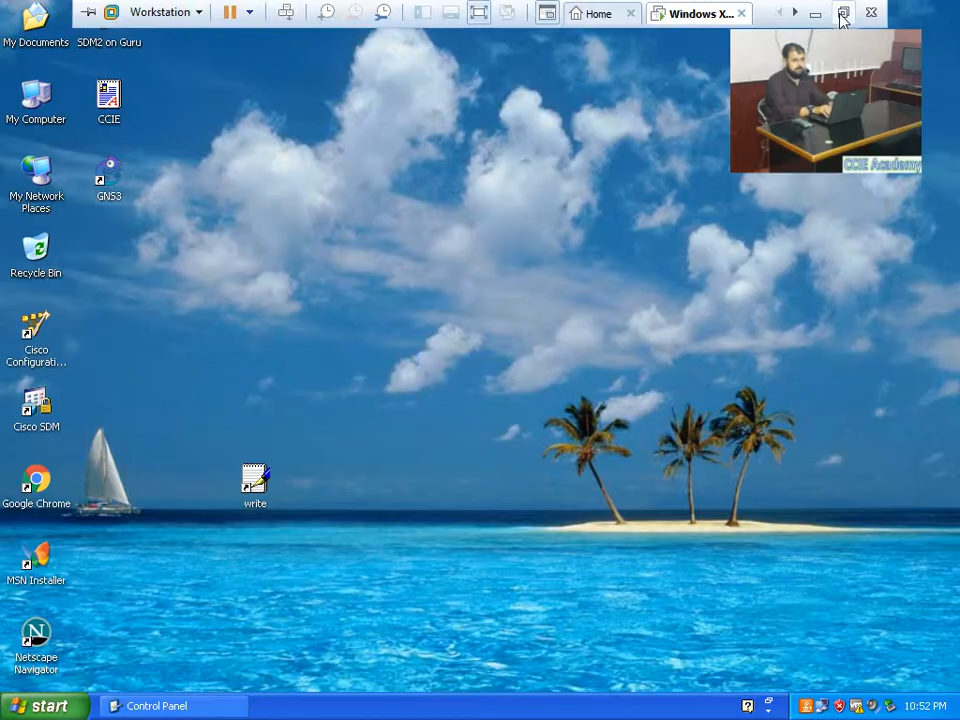 Workstation
Home
Windows X...
My Documents
SDM2 on Guru
My Computer
CCIE
CCIE Academy
My Network
Places
GNS3
Recycle Bin
Cisco
Configurati...
Cisco SDM
Google Chrome
write
MSN Installer
N
Netscape
Navigator
start
Control Panel
?
10:52 PM